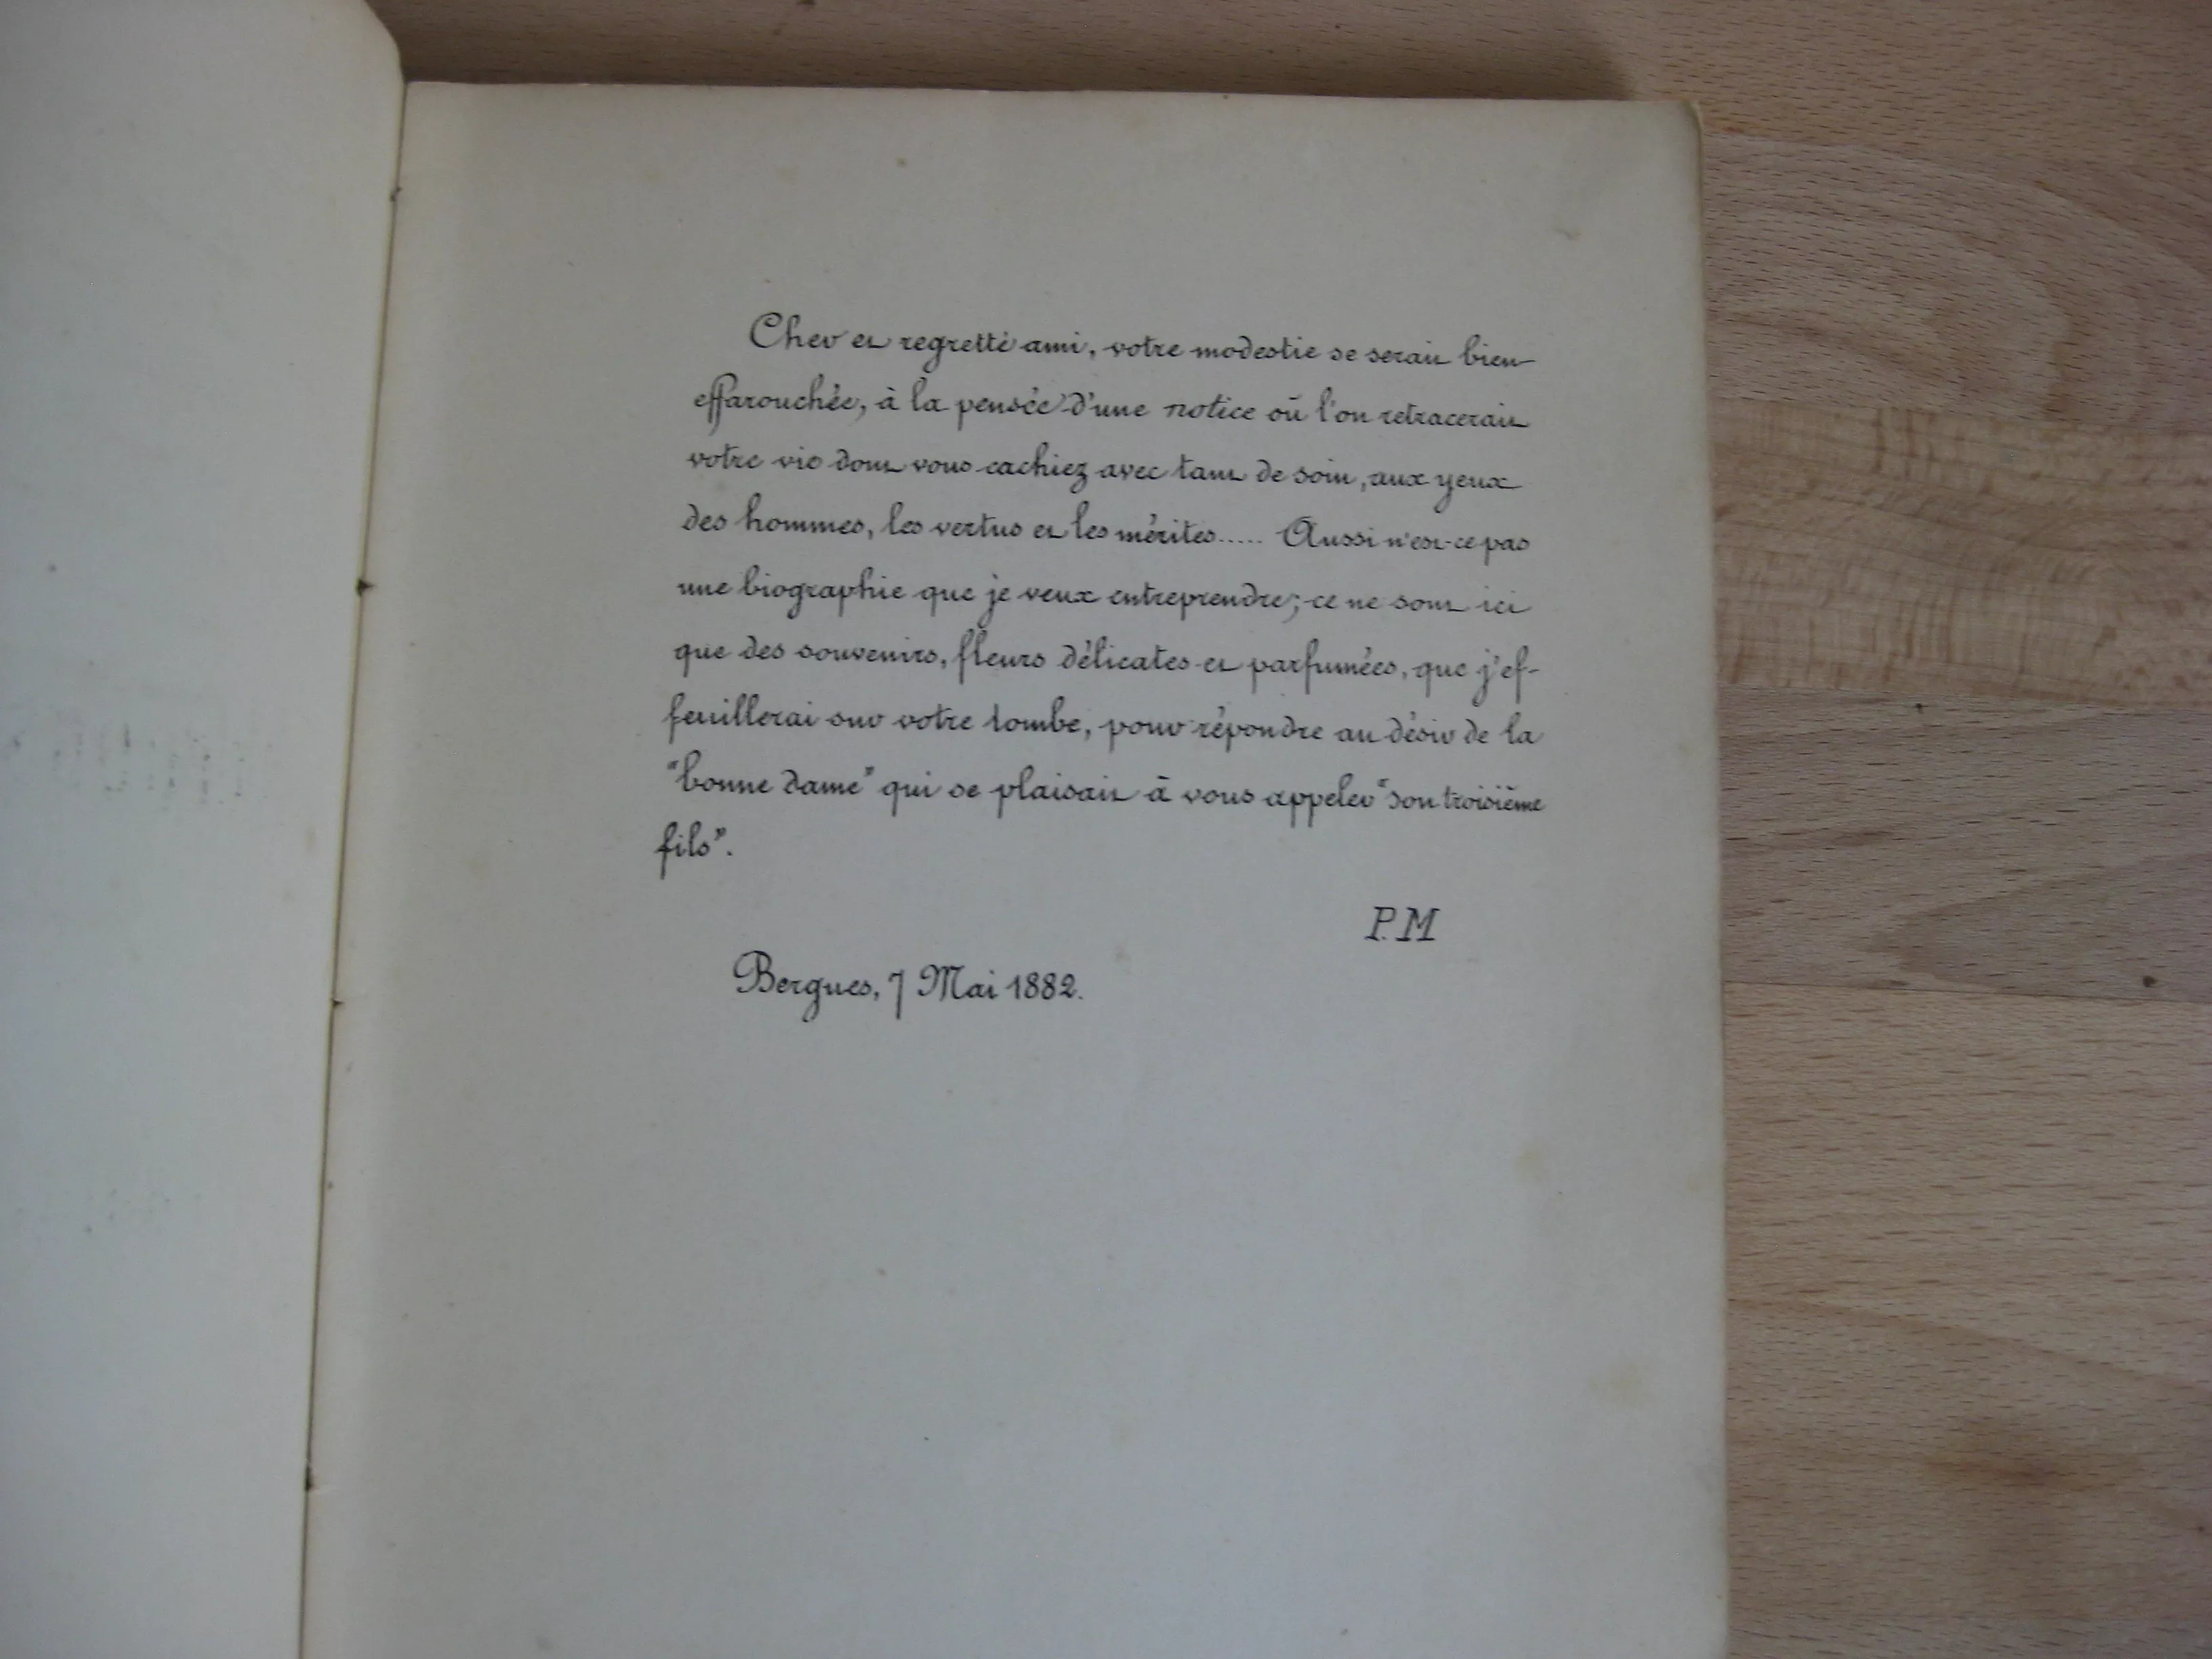 Cher et regretté ami, votre modestie se serait bien
effarouchée, à la pensée d'une notice où l'on retracerait
votre vie dont vous cachiez avec tant de soin, aux yeux
des hommes, les vertus et les mérites..... Aussi n'est-ce pas
une biographie que je veux entreprendre; ce ne sont ici
que des souvenirs, fleurs délicates et parfumées, que j'ef-
feuillerai sur votre tombe, pour répondre au désir de la
"bonne dame" qui se plaisait à vous appeler "son troisième
fils".
P.M
Bergues, 7 Mai 1882.